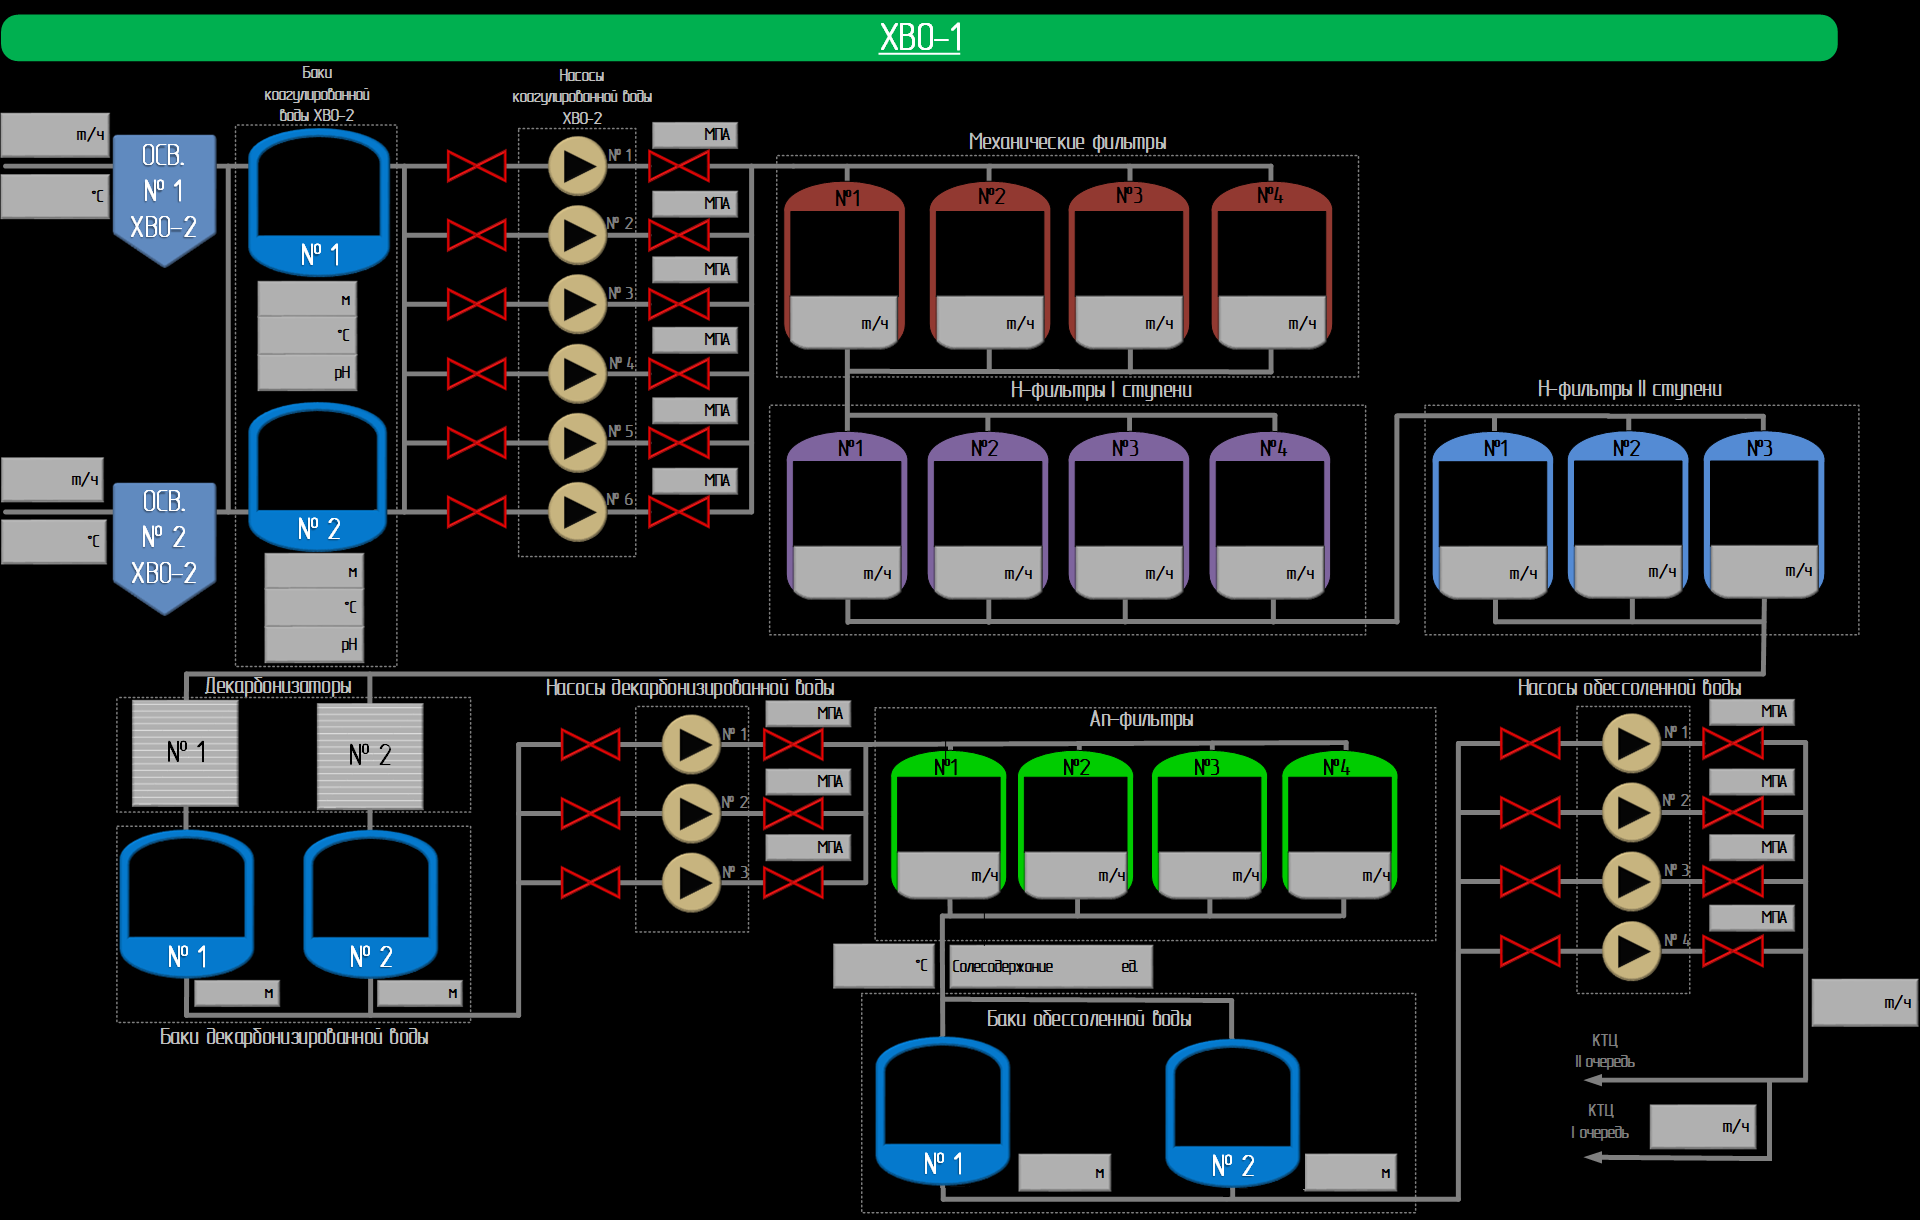 ХВО-1
Баки
коагулированной
воды ХВО-2
Насосы
коагулированной воды
ХВО-2
т/ч
°C
ОСВ.
№ 1
ХВО-2
№ 1
м
°C
pH
т/ч
°C
ОСВ.
№ 2
ХВО-2
№ 2
м
°C
pH
№ 1
МПА
№ 2
МПА
№ 3
МПА
№ 4
МПА
№ 5
МПА
№ 6
МПА
Механические фильтры
№1
№2
№3
№4
т/ч
т/ч
т/ч
т/ч
Н-фильтры I ступени
№1
№2
№3
№4
т/ч
т/ч
т/ч
т/ч
Н-фильтры II ступени
№1
№2
№3
т/ч
т/ч
т/ч
Декарбонизаторы
№ 1
№ 2
№ 1
№ 2
м
м
Баки декарбонизированной воды
Насосы декарбонизированной воды
№ 1
МПА
№ 2
МПА
№ 3
МПА
Ап-фильтры
№1
№2
№3
№4
т/ч
т/ч
т/ч
т/ч
°C
Солесодержание ед.
Баки обессоленной воды
№ 1
м
№ 2
м
Насосы обессоленной воды
№ 1
МПА
№ 2
МПА
№ 3
МПА
№ 4
МПА
т/ч
КТЦ
II очередь
КТЦ
I очередь
т/ч